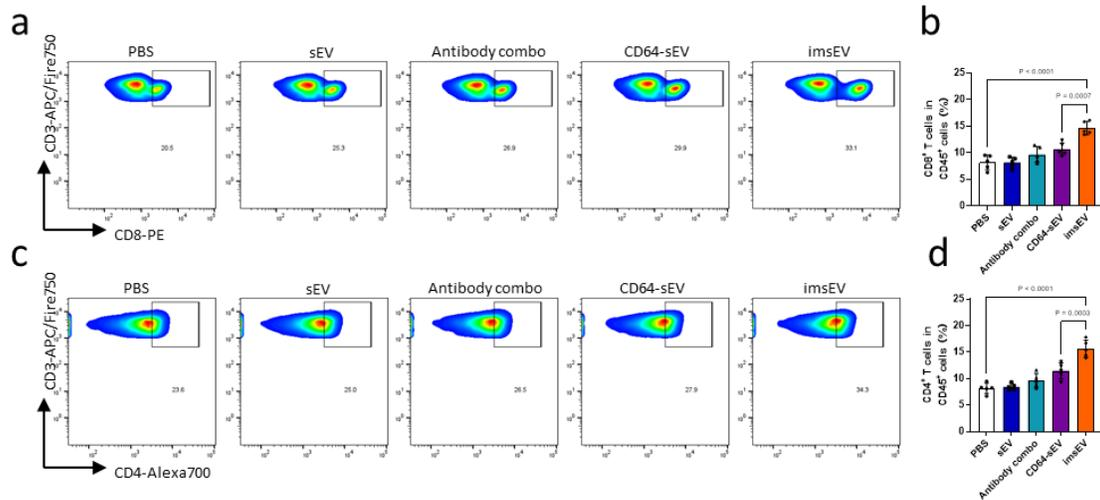 a
PBS
sEV
Antibody combo
CD64-sEV
imsEV
CD3-APC/Fire750
20.5
25.3
26.9
29.9
33.1
CD8-PE
b
CD8⁺ T cells in
CD45⁺ cells (%)
25
20
15
10
5
0
P < 0.0001
P = 0.0007
PBS
sEV
Antibody combo
CD64-sEV
imsEV
c
PBS
sEV
Antibody combo
CD64-sEV
imsEV
CD3-APC/Fire750
23.6
25.0
26.5
27.9
34.3
CD4-Alexa700
d
CD4⁺ T cells in
CD45⁺ cells (%)
25
20
15
10
5
0
P < 0.0001
P = 0.0003
PBS
sEV
Antibody combo
CD64-sEV
imsEV